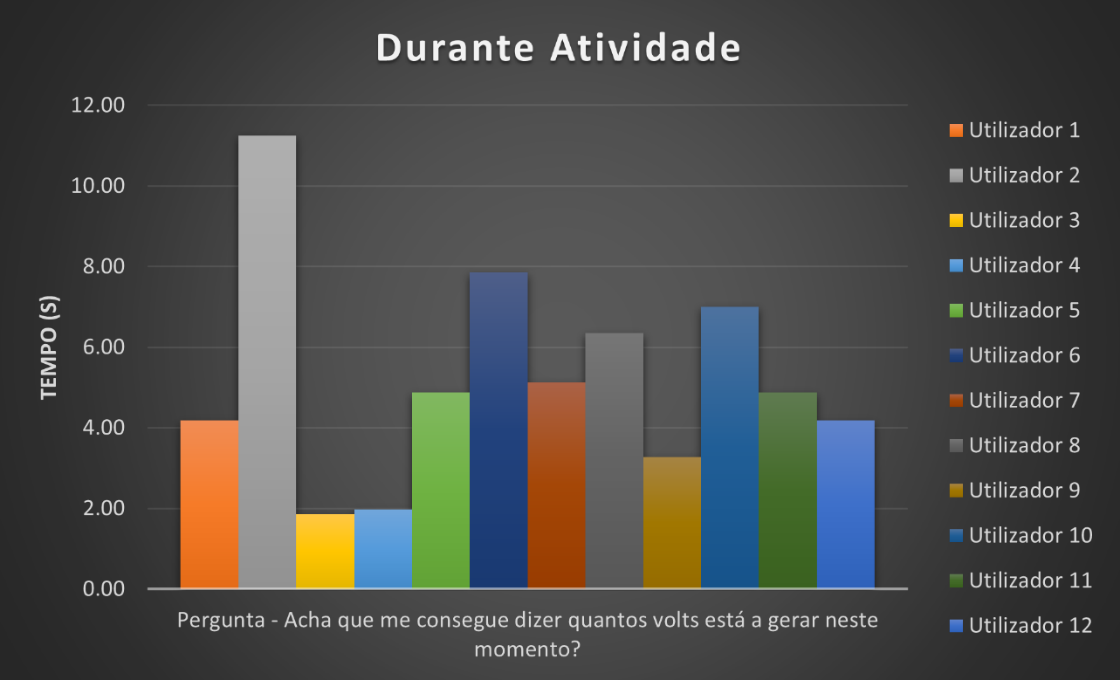 Durante Atividade
12.00
10.00
8.00
6.00
4.00
2.00
0.00
TEMPO (S)
Pergunta - Acha que me consegue dizer quantos volts está a gerar neste
momento?
Utilizador 1
Utilizador 2
Utilizador 3
Utilizador 4
Utilizador 5
Utilizador 6
Utilizador 7
Utilizador 8
Utilizador 9
Utilizador 10
Utilizador 11
Utilizador 12